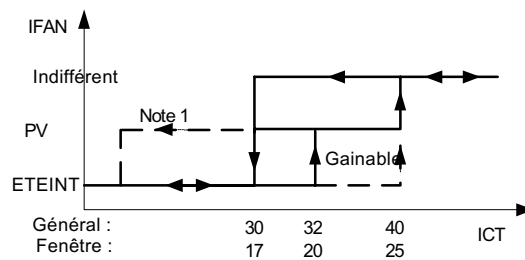 IFAN
Indifférent
Note 1
PV
Gainable
ETEINT
Général : 30 32 40
Fenêtre : 17 20 25
ICT